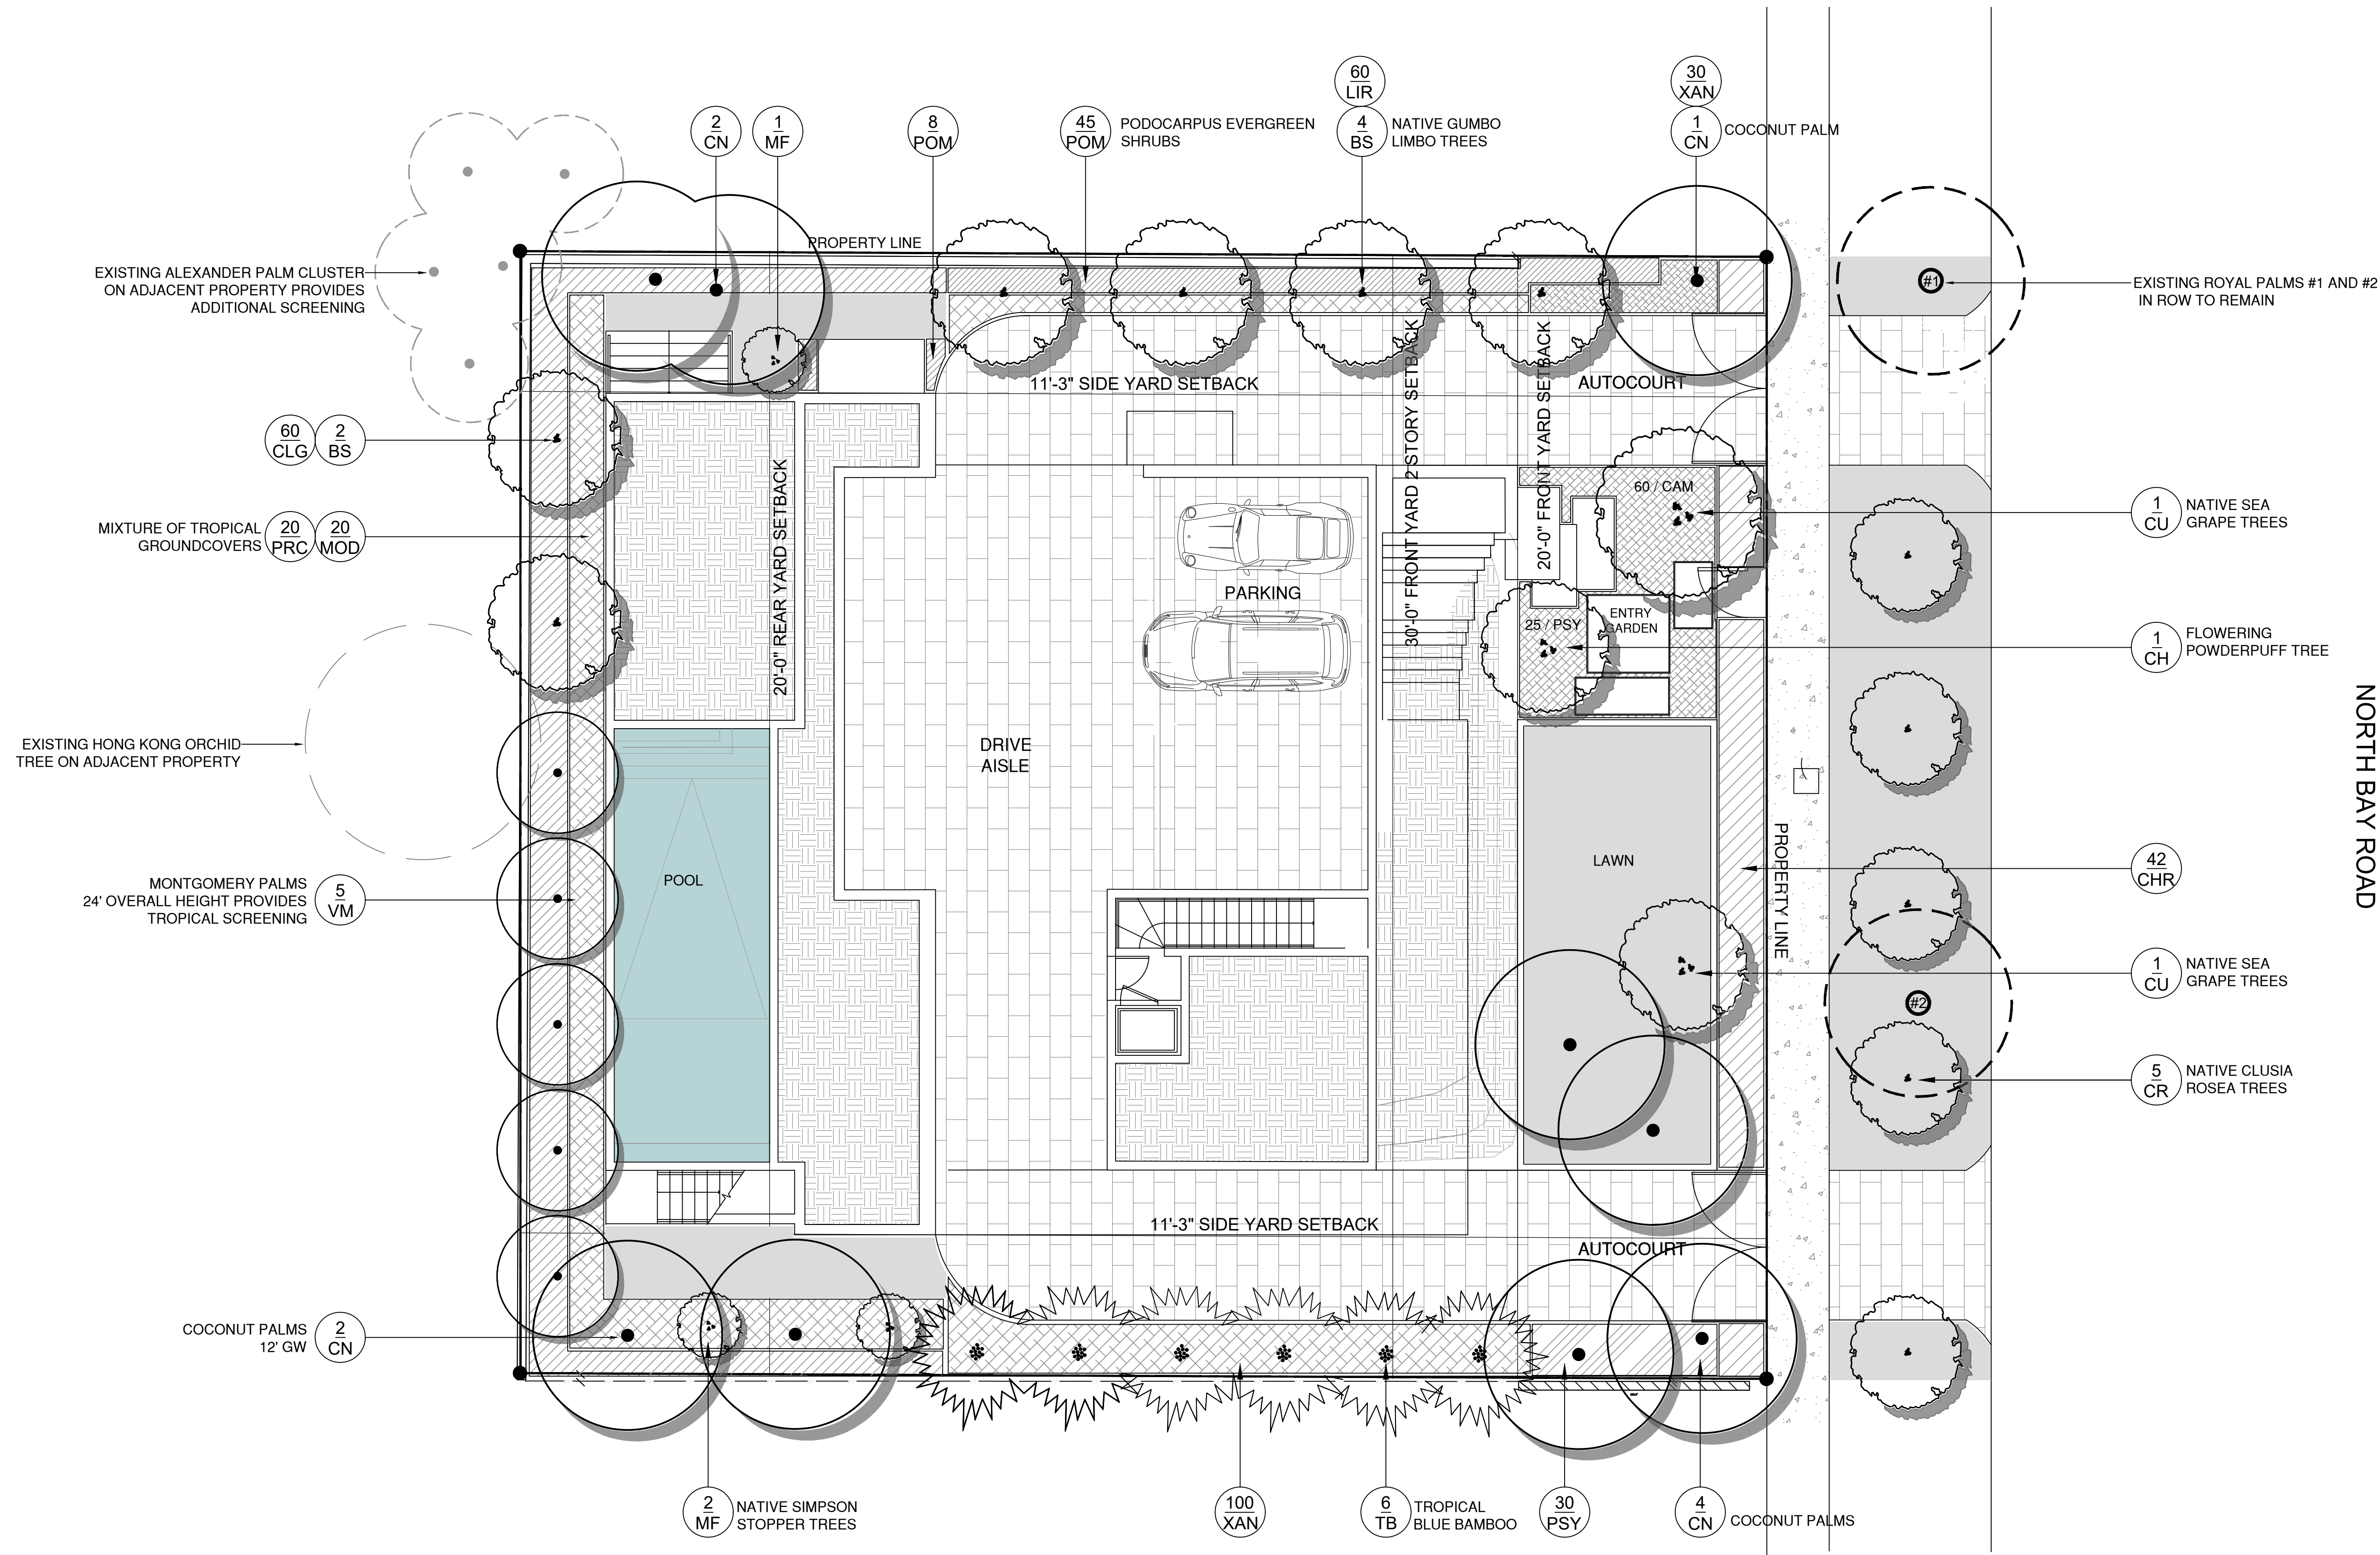 60
LIR
30
XAN
2
CN
1
MF
8
POM
45
POM
PODOCARPUS EVERGREEN
SHRUBS
4
BS
NATIVE GUMBO
LIMBO TREES
1
CN
COCONUT PALM
PROPERTY LINE
EXISTING ALEXANDER PALM CLUSTER
ON ADJACENT PROPERTY PROVIDES
ADDITIONAL SCREENING
#1
EXISTING ROYAL PALMS #1 AND #2
IN ROW TO REMAIN
11'-3" SIDE YARD SETBACK
AUTOCOURT
60
CLG
2
BS
20'-0" REAR YARD SETBACK
30'-0" FRONT YARD 2 STORY SETBACK
20'-0" FRONT YARD SETBACK
60 / CAM
1
CU
NATIVE SEA
GRAPE TREES
MIXTURE OF TROPICAL
GROUNDCOVERS
20
PRC
20
MOD
PARKING
25 / PSY
ENTRY
GARDEN
1
CH
FLOWERING
POWDERPUFF TREE
NORTH BAY ROAD
EXISTING HONG KONG ORCHID
TREE ON ADJACENT PROPERTY
DRIVE
AISLE
POOL
LAWN
PROPERTY LINE
42
CHR
MONTGOMERY PALMS
24' OVERALL HEIGHT PROVIDES
TROPICAL SCREENING
5
VM
1
CU
NATIVE SEA
GRAPE TREES
#2
5
CR
NATIVE CLUSIA
ROSEA TREES
11'-3" SIDE YARD SETBACK
AUTOCOURT
COCONUT PALMS
12' GW
2
CN
2
MF
NATIVE SIMPSON
STOPPER TREES
100
XAN
6
TB
TROPICAL
BLUE BAMBOO
30
PSY
4
CN
COCONUT PALMS